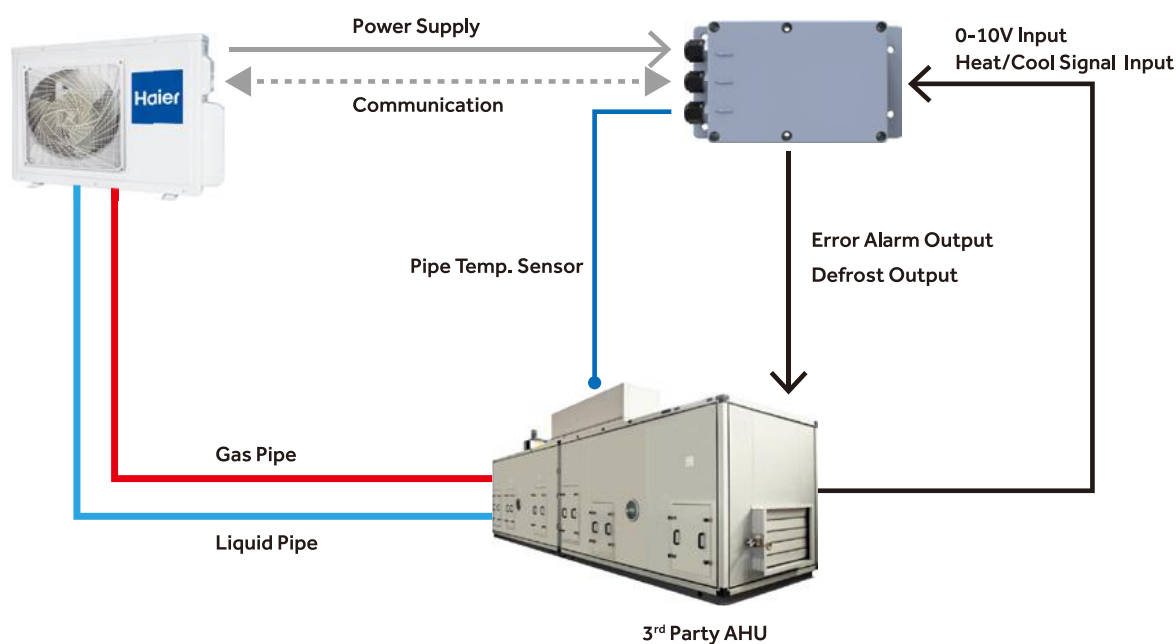 Power Supply
Haier
Communication
0-10V Input
Heat/Cool Signal Input
Error Alarm Output
Defrost Output
Pipe Temp. Sensor
Gas Pipe
Liquid Pipe
3rd Party AHU